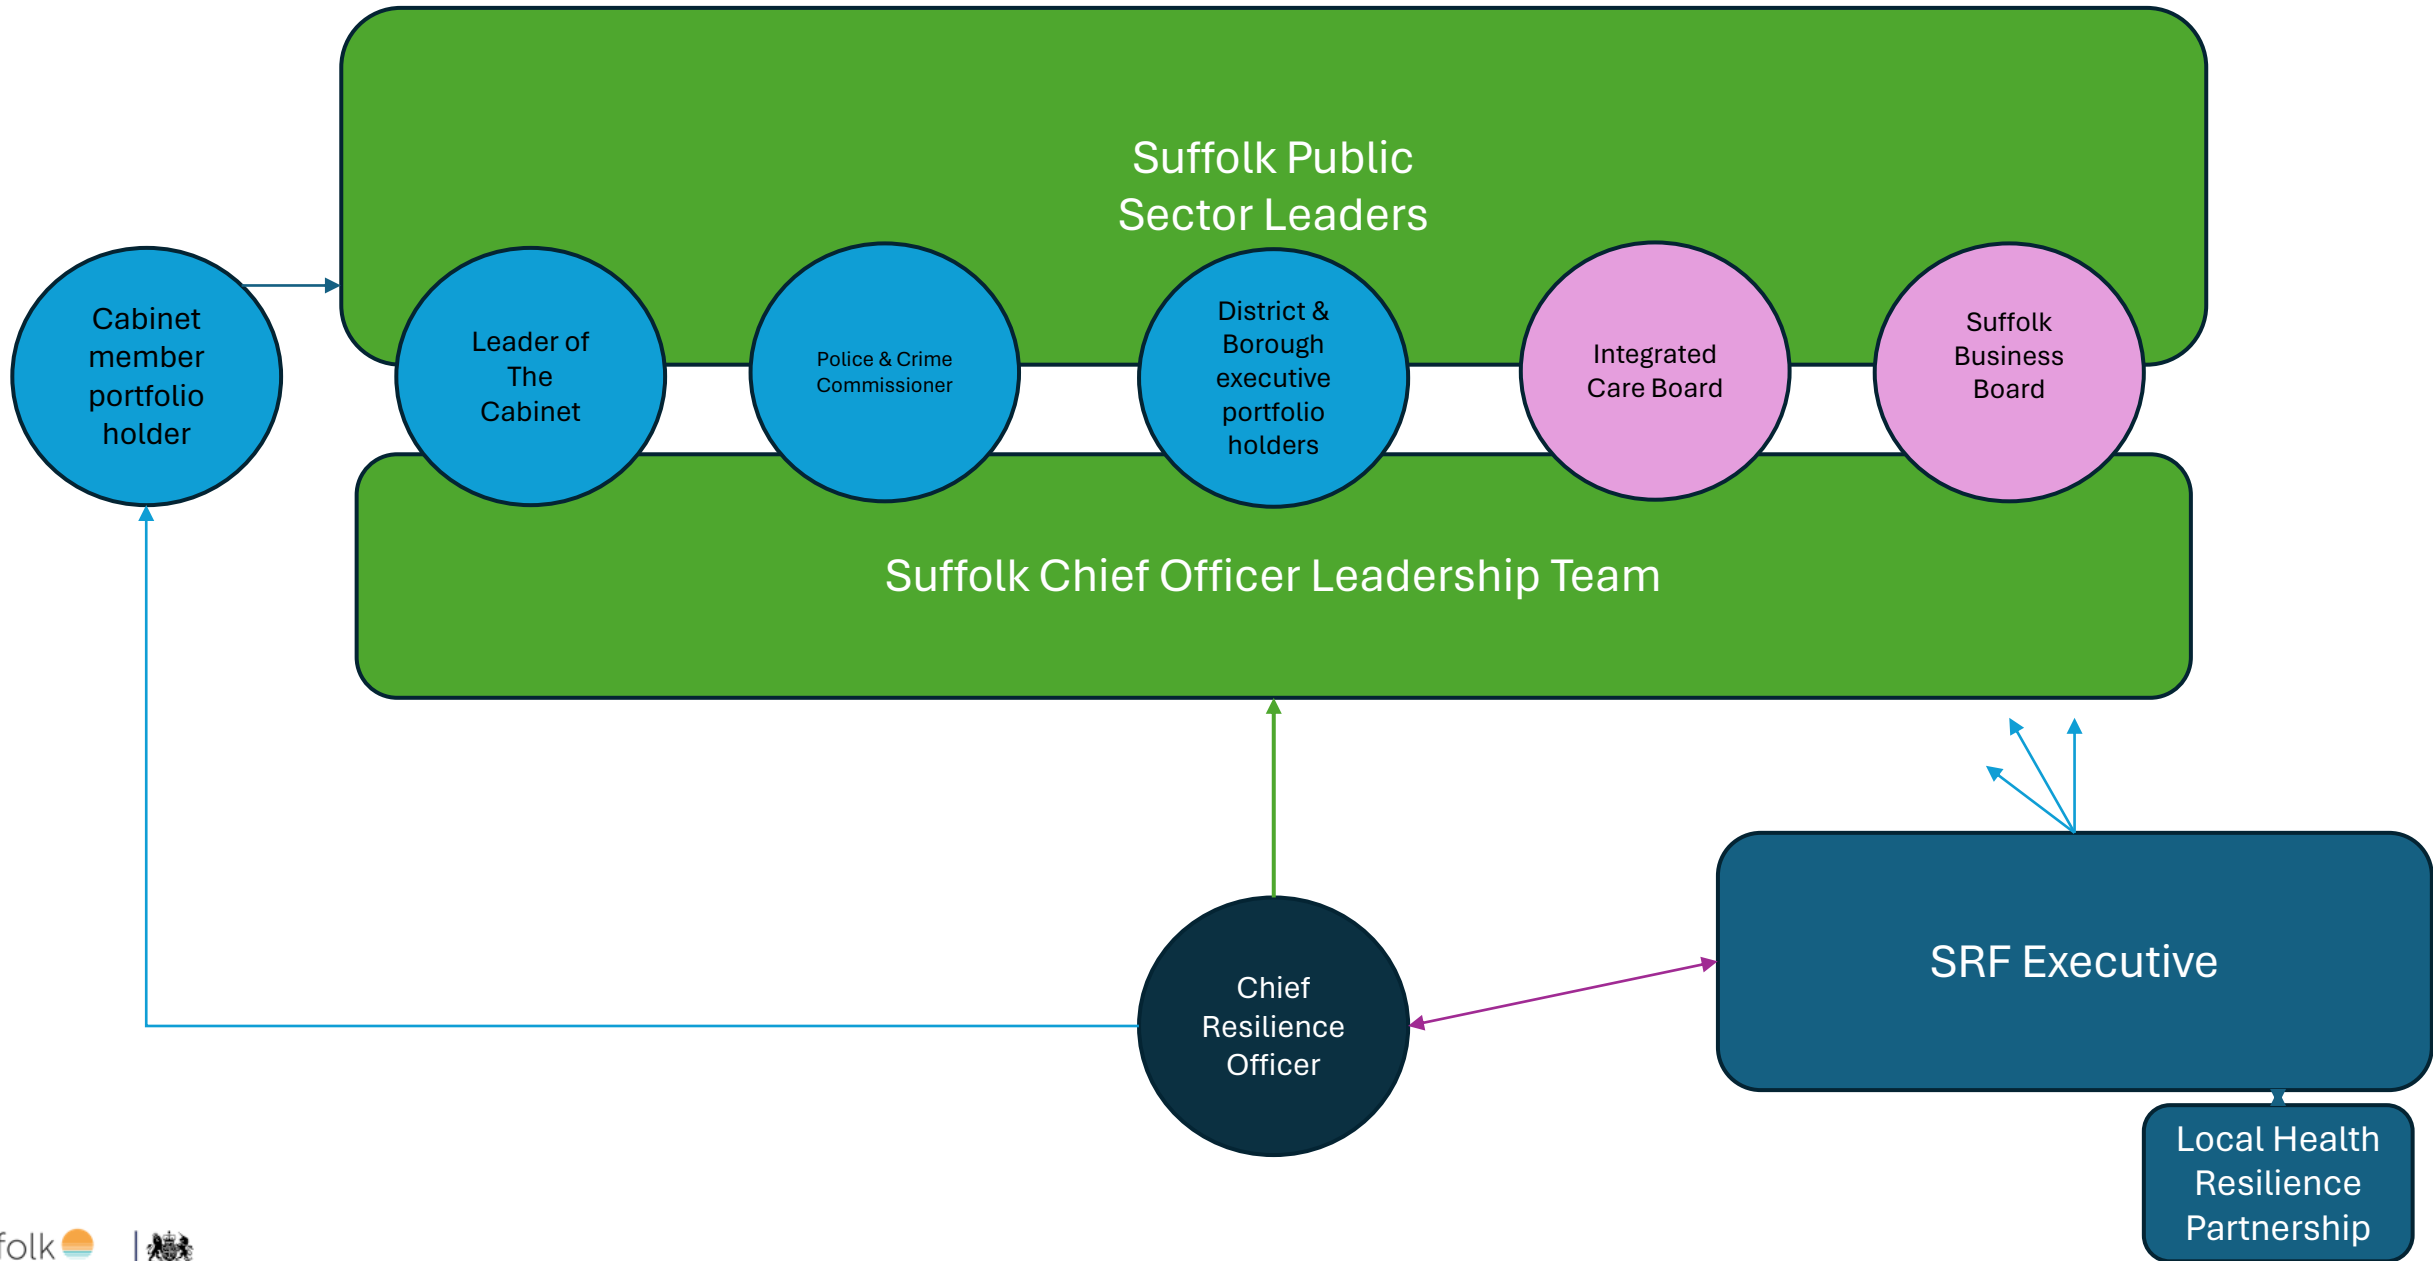 Suffolk Public
Sector Leaders
Cabinet
member
portfolio
holder
Leader of
The
Cabinet
Police & Crime
Commissioner
District &
Borough
executive
portfolio
holders
Integrated
Care Board
Suffolk
Business
Board
Suffolk Chief Officer Leadership Team
Chief
Resilience
Officer
SRF Executive
Local Health
Resilience
Partnership
folk